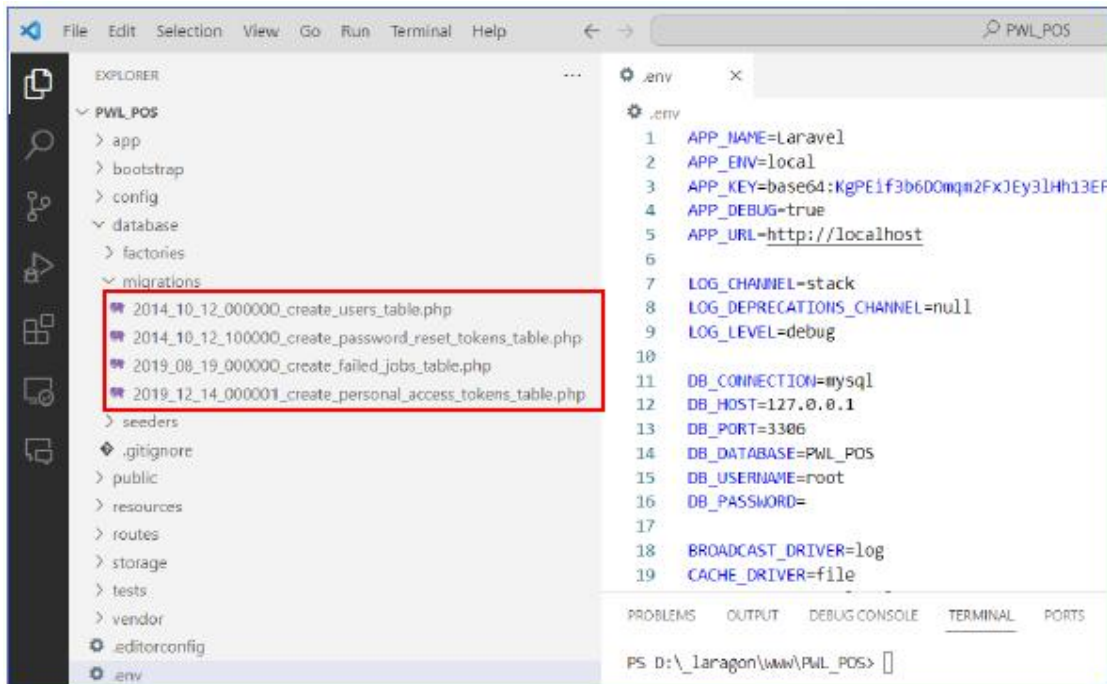 File Edit Selection View Go Run Terminal Help
PWL_POS
EXPLORER
PWL_POS
app
bootstrap
config
database
factories
migrations
2014_10_12_000000_create_users_table.php
2014_10_12_100000_create_password_reset_tokens_table.php
2019_08_19_000000_create_failed_jobs_table.php
2019_12_14_000001_create_personal_access_tokens_table.php
seeders
.gitignore
public
resources
routes
storage
tests
vendor
.editorconfig
.env
.env
.env
1 APP_NAME=Laravel
2 APP_ENV=local
3
4 APP_DEBUG=true
5 APP_URL=http://localhost
6
7 LOG_CHANNEL=stack
8 LOG_DEPRECATIONS_CHANNEL=null
9 LOG_LEVEL=debug
10
11 DB_CONNECTION=mysql
12 DB_HOST=127.0.0.1
13 DB_PORT=3306
14 DB_DATABASE=PWL_POS
15 DB_USERNAME=root
16 DB_PASSWORD=
17
18 BROADCAST_DRIVER=log
19 CACHE_DRIVER=file
PROBLEMS OUTPUT DEBUG CONSOLE TERMINAL PORTS
PS D:\_laragon\www\PWL_POS>